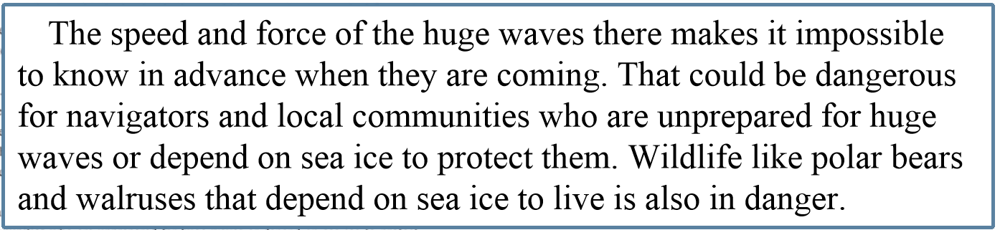 The speed and force of the huge waves there makes it impossible
to know in advance when they are coming. That could be dangerous
for navigators and local communities who are unprepared for huge
waves or depend on sea ice to protect them. Wildlife like polar bears
and walruses that depend on sea ice to live is also in danger.